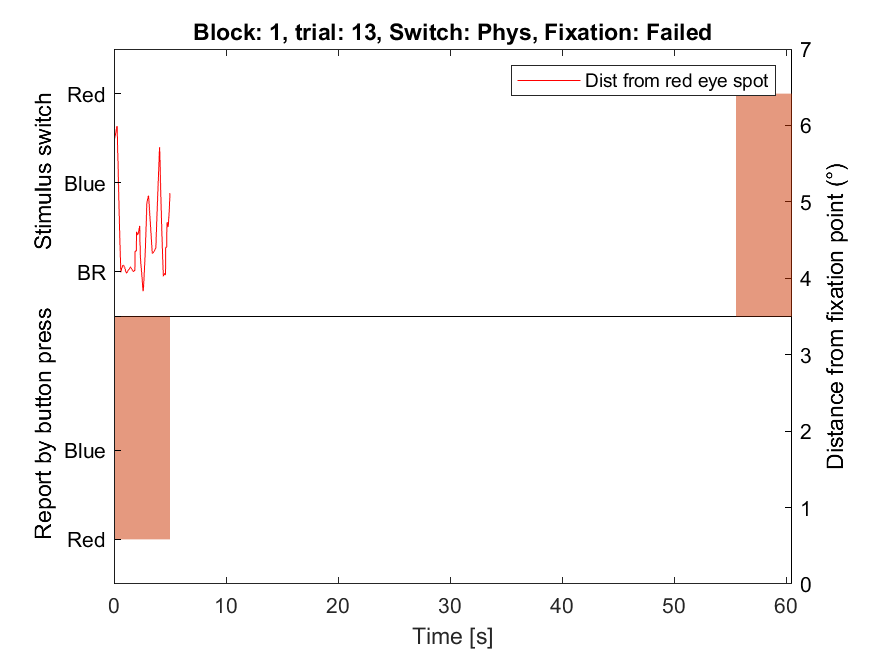 Block: 1, trial: 13, Switch: Phys, Fixation: Failed
Dist from red eye spot
Stimulus switch
Red
Blue
BR
Report by button press
Blue
Red
7
6
5
4
3
2
1
0
Distance from fixation point (°)
0 10 20 30 40 50 60
Time [s]